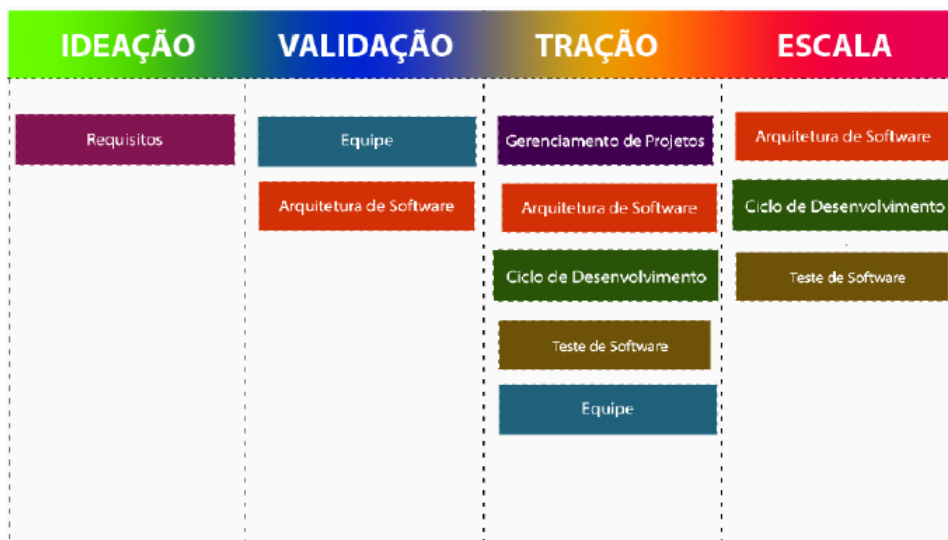 IDEAÇÃO
VALIDAÇÃO
TRAÇÃO
ESCALA
Requisitos
Equipe
Arquitetura de Software
Gerenciamento de Projetos
Arquitetura de Software
Ciclo de Desenvolvimento
Teste de Software
Equipe
Arquitetura de Software
Ciclo de Desenvolvimento
Teste de Software